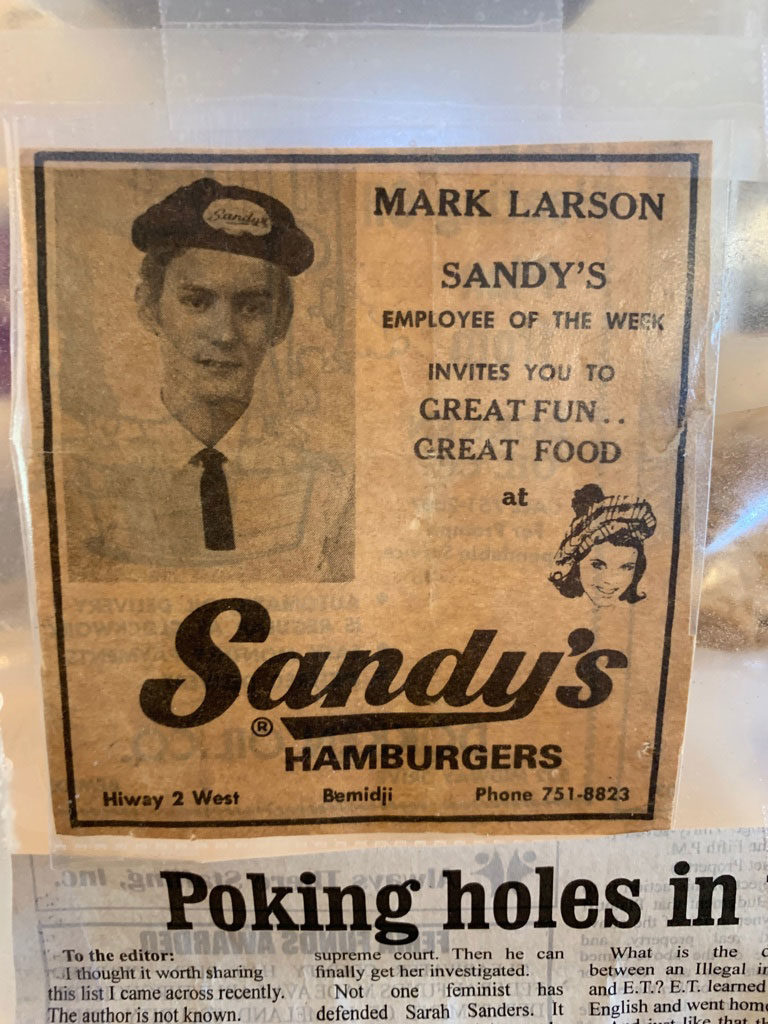 Sandy's
MARK LARSON
SANDY'S
EMPLOYEE OF THE WEEK
INVITES YOU TO
GREAT FUN..
GREAT FOOD
at
Sandy's
®
HAMBURGERS
Hiway 2 West Bemidji Phone 751-8823
Poking holes in
To the editor:
I thought it worth sharing
this list I came across recently.
The author is not known.
supreme court. Then he can
finally get her investigated.
Not one feminist has
defended Sarah Sanders. It
What is the
between an Illegal
and E.T.? E.T. learned
English and went home